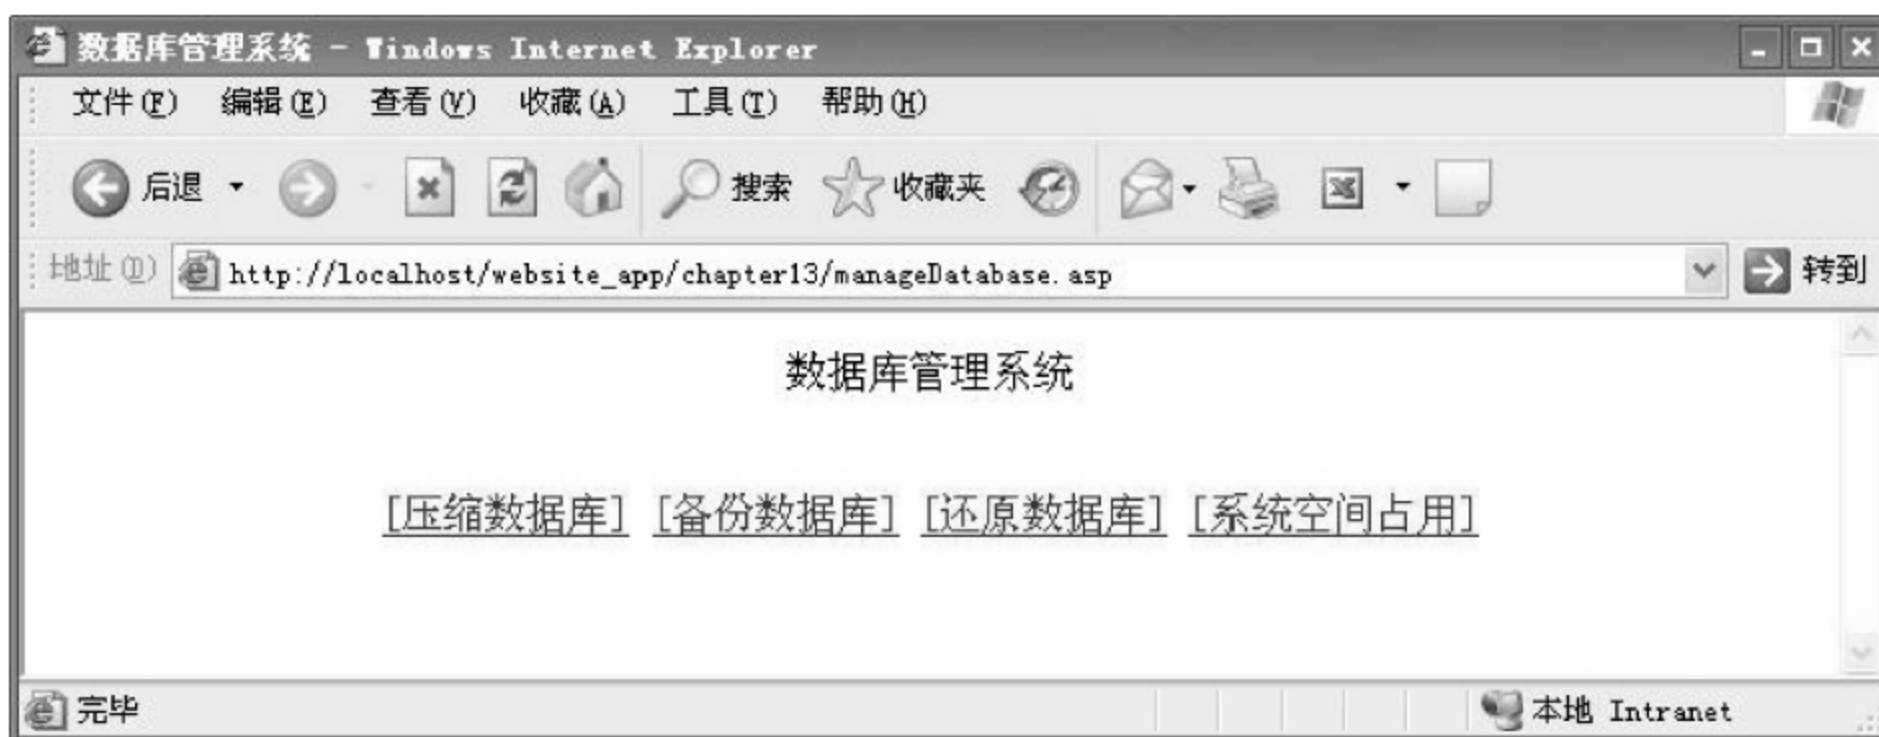 数据库管理系统 - Windows Internet Explorer
文件(F) 编辑(E) 查看(V) 收藏(A) 工具(T) 帮助(H)
后退 搜索 收藏夹
地址(D) http://localhost/website_app/chapter13/manageDatabase.asp 转到
数据库管理系统
[压缩数据库] [备份数据库] [还原数据库] [系统空间占用]
完毕 本地 Intranet